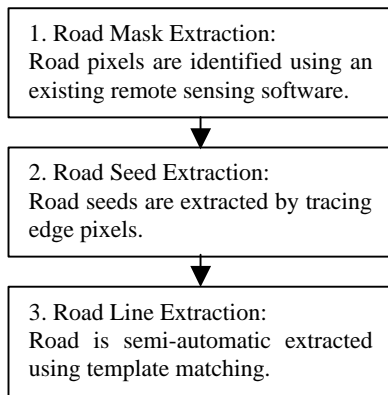 1. Road Mask Extraction:
Road pixels are identified using an
existing remote sensing software.
2. Road Seed Extraction:
Road seeds are extracted by tracing
edge pixels.
3. Road Line Extraction:
Road is semi-automatic extracted
using template matching.